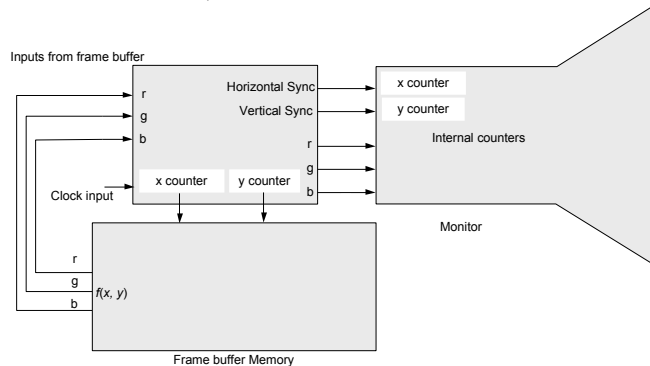 Inputs from frame buffer
r
g
b
Horizontal Sync
Vertical Sync
r
g
b
x counter
y counter
Clock input
x counter
y counter
Internal counters
Monitor
r
g
b
f(x, y)
Frame buffer Memory